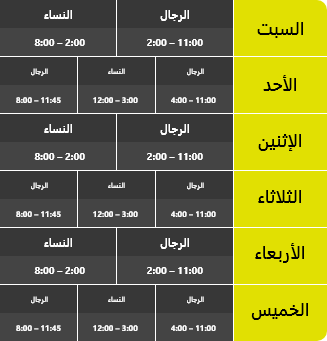 السبت
الرجال النساء
2:00 – 11:00 8:00 – 2:00
الأحد
الرجال النساء الرجال
4:00 – 11:00 12:00 – 3:00 8:00 – 11:45
الإثنين
الرجال النساء
2:00 – 11:00 8:00 – 2:00
الثلاثاء
الرجال النساء الرجال
4:00 – 11:00 12:00 – 3:00 8:00 – 11:45
الأربعاء
الرجال النساء
2:00 – 11:00 8:00 – 2:00
الخميس
الرجال النساء الرجال
4:00 – 11:00 12:00 – 3:00 8:00 – 11:45